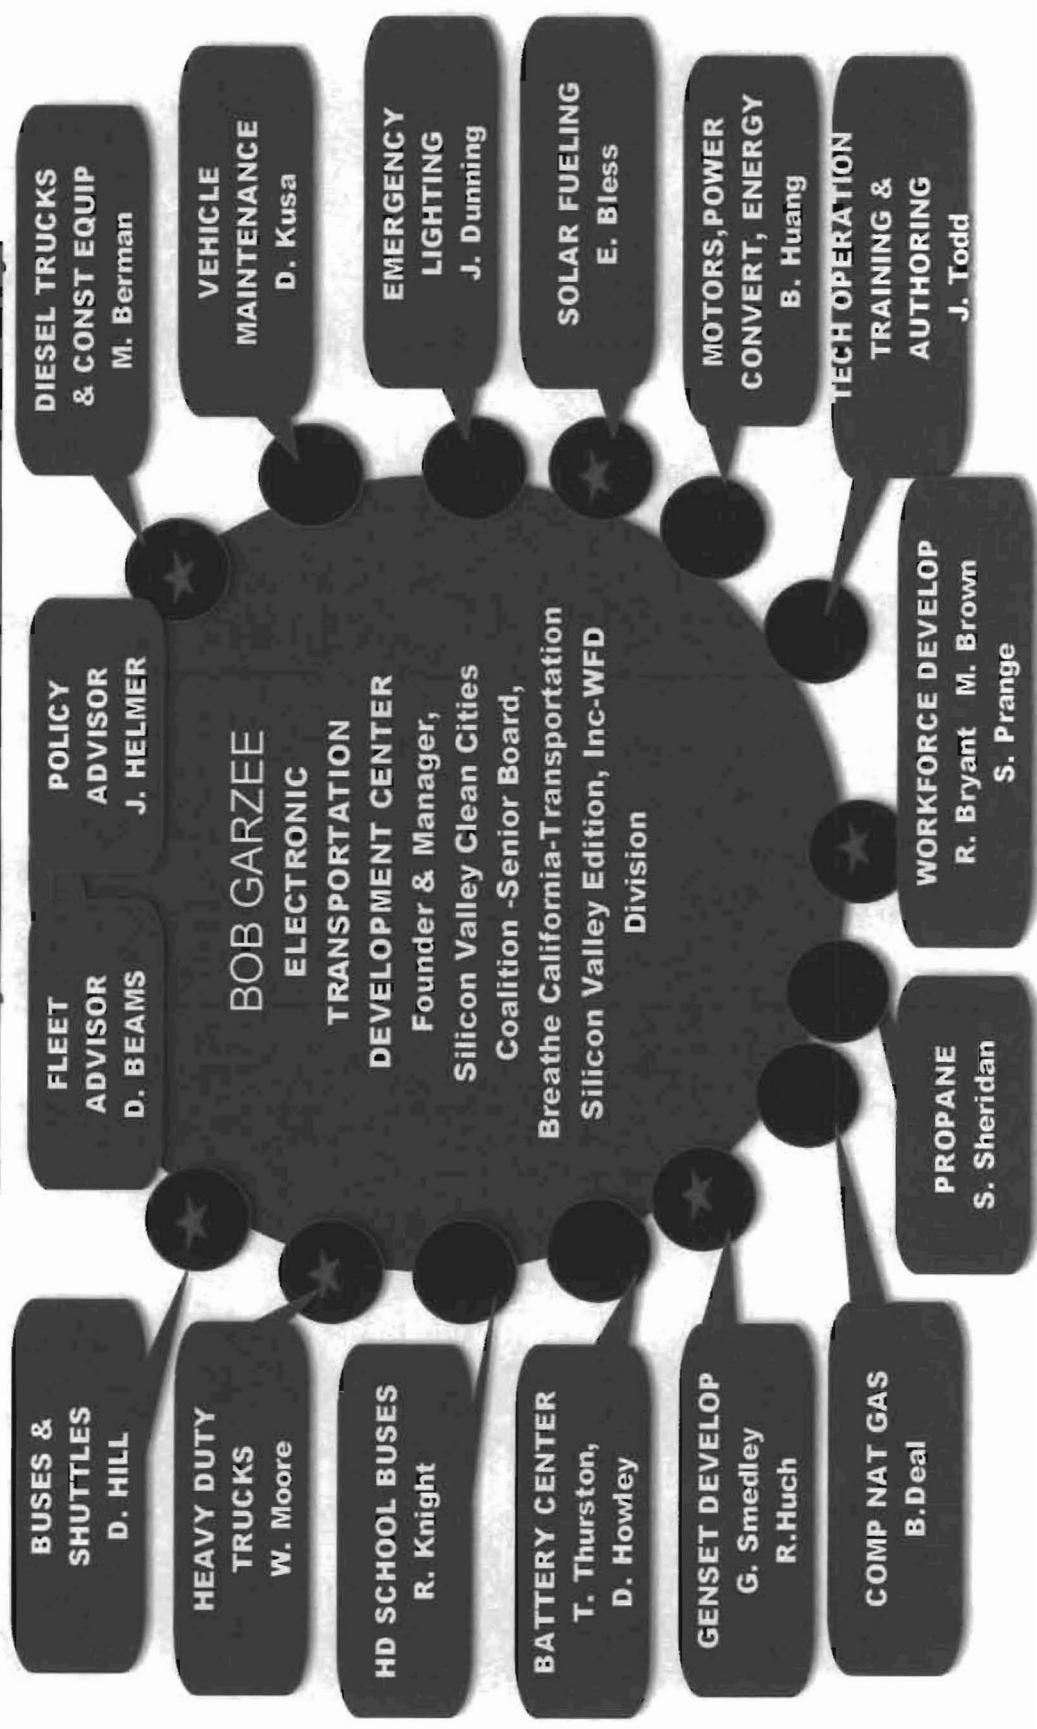 FLEET
ADVISOR
D. BEAMS
POLICY
ADVISOR
J. HELMER
BUSES &
SHUTTLES
D. HILL
HEAVY DUTY
TRUCKS
W. Moore
HD SCHOOL BUSES
R. Knight
BATTERY CENTER
T. Thurston,
D. Howley
GENSET DEVELOP
G. Smedley
R.Huch
COMP NAT GAS
B.Deal
PROPANE
S. Sheridan
BOB GARZEE
ELECTRONIC
TRANSPORTATION
DEVELOPMENT CENTER
Founder & Manager,
Silicon Valley Clean Cities
Coalition -Senior Board,
Breathe California-Transportation
Silicon Valley Edition, Inc-WFD
Division
DIESEL TRUCKS
& CONST EQUIP
M. Berman
VEHICLE
MAINTENANCE
D. Kusa
EMERGENCY
LIGHTING
J. Dunning
SOLAR FUELING
E. Bless
MOTORS,POWER
CONVERT, ENERGY
B. Huang
TECH OPERATION
TRAINING &
AUTHORING
J. Todd
WORKFORCE DEVELOP
R. Bryant M. Brown
S. Prange